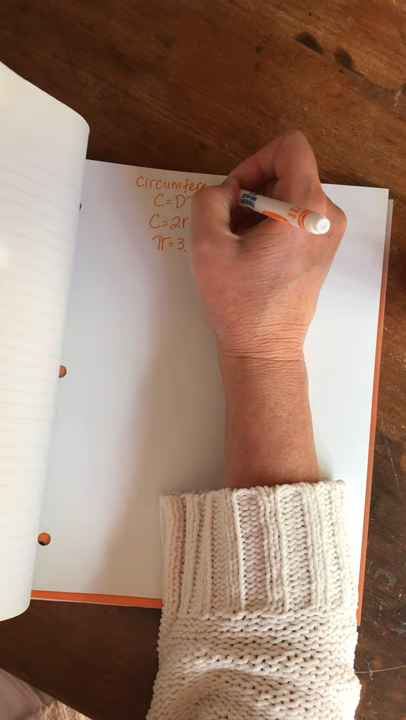 Circumfere
C=D
C=2r
π=3.